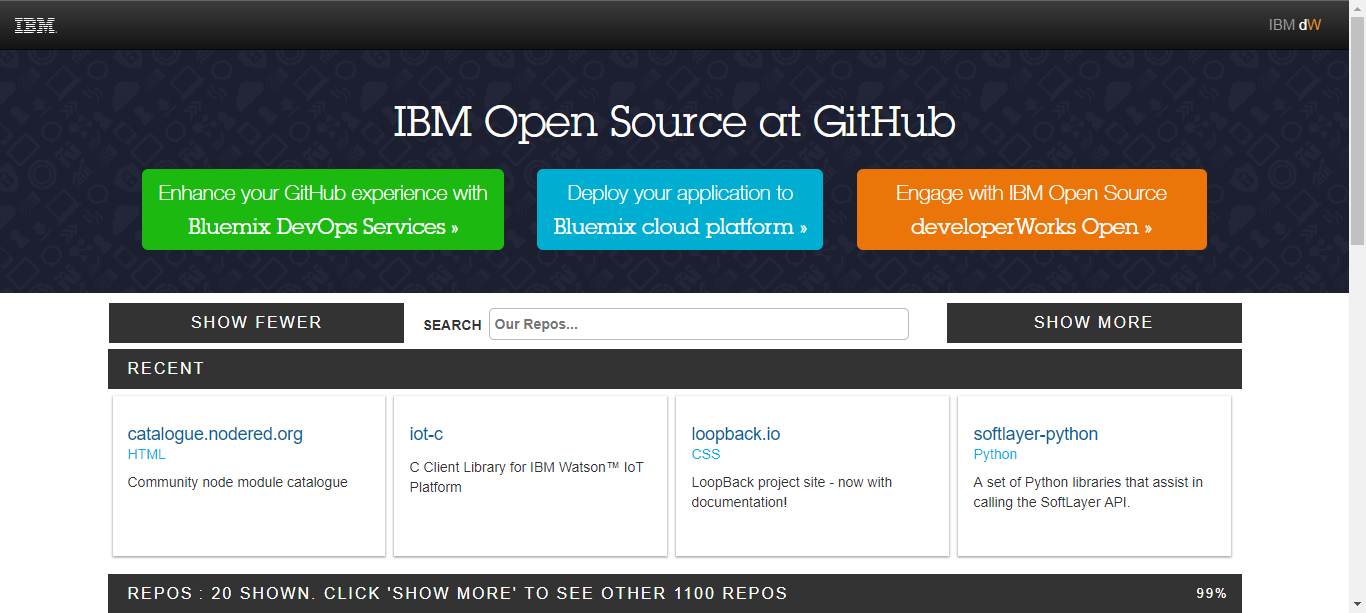 IBM
IBM dW
IBM Open Source at GitHub
Enhance your GitHub experience with
Bluemix DevOps Services »
Deploy your application to
Bluemix cloud platform »
Engage with IBM Open Source
developerWorks Open »
SHOW FEWER
SEARCH Our Repos...
SHOW MORE
RECENT
catalogue.nodered.org
HTML
Community node module catalogue
iot-c
C Client Library for IBM Watson™ IoT
Platform
loopback.io
CSS
LoopBack project site - now with
documentation!
softlayer-python
Python
A set of Python libraries that assist in
calling the SoftLayer API.
REPOS : 20 SHOWN. CLICK 'SHOW MORE' TO SEE OTHER 1100 REPOS
99%